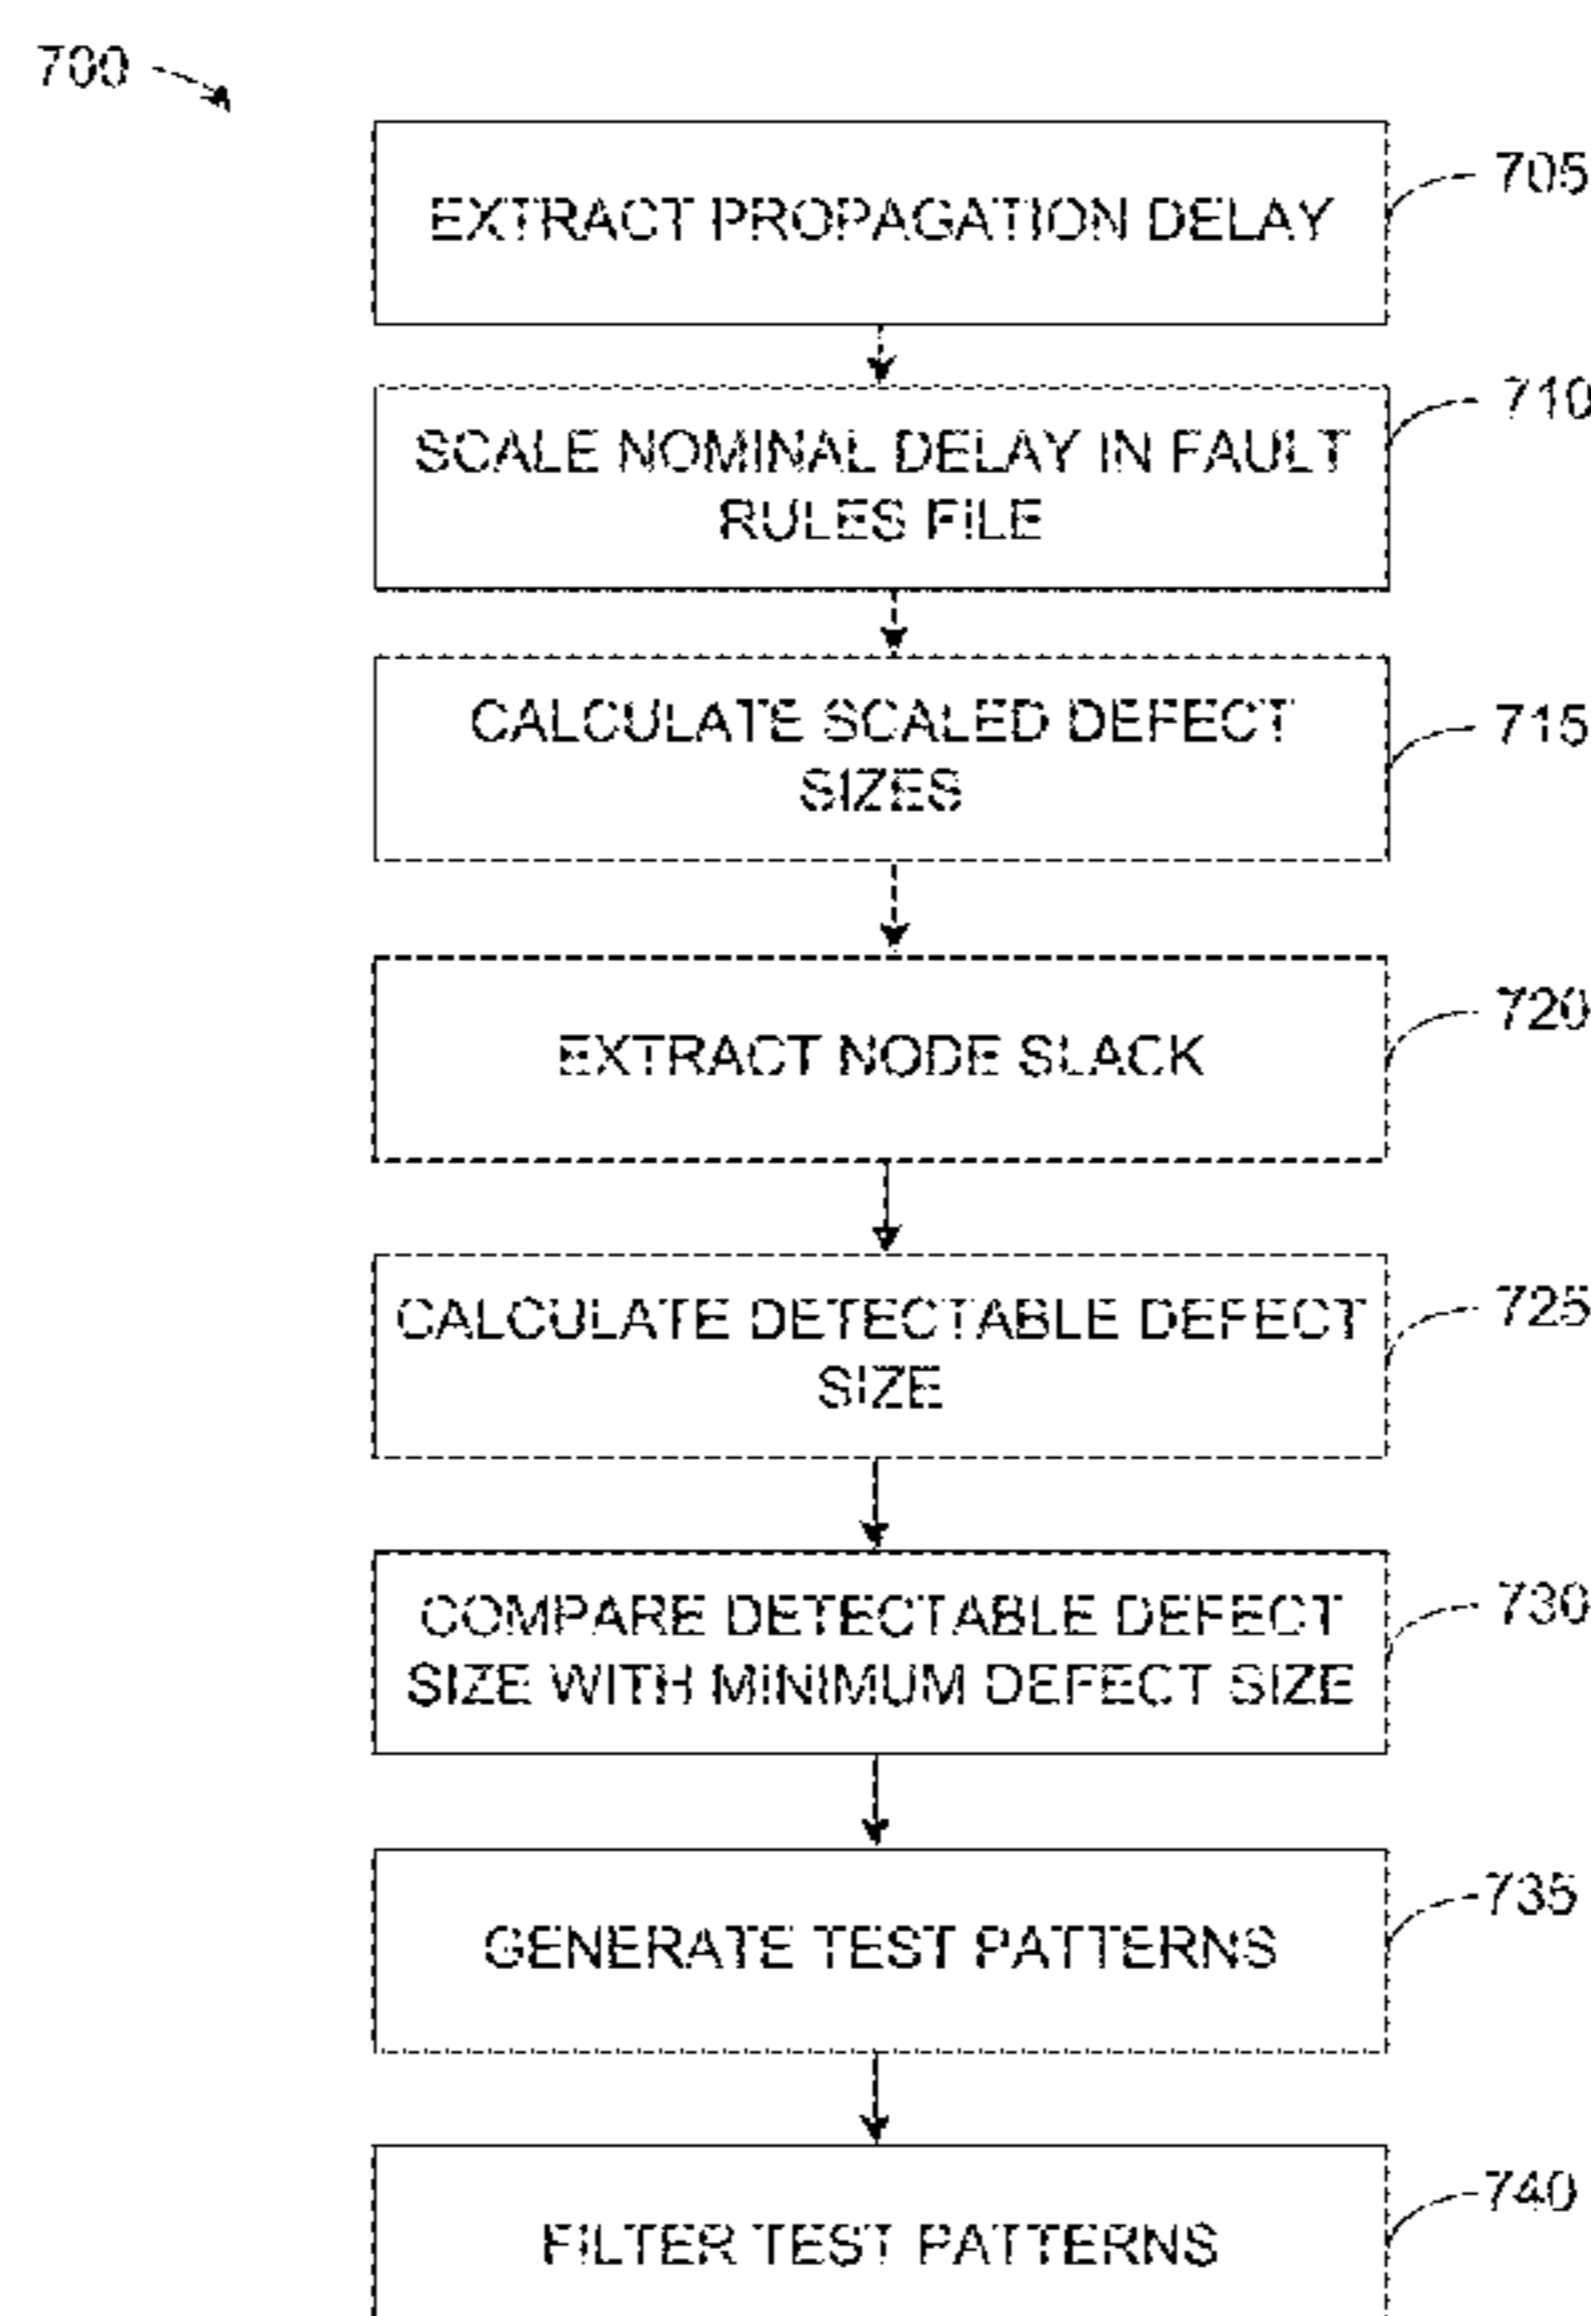 700
EXTRACT PROPAGATION DELAY
705
SCALE NOMINAL DELAY IN FAULT
RULES FILE
710
CALCULATE SCALED DEFECT
SIZES
715
EXTRACT NODE SLACK
720
CALCULATE DETECTABLE DEFECT
SIZE
725
COMPARE DETECTABLE DEFECT
SIZE WITH MINIMUM DEFECT SIZE
730
GENERATE TEST PATTERNS
735
FILTER TEST PATTERNS
740